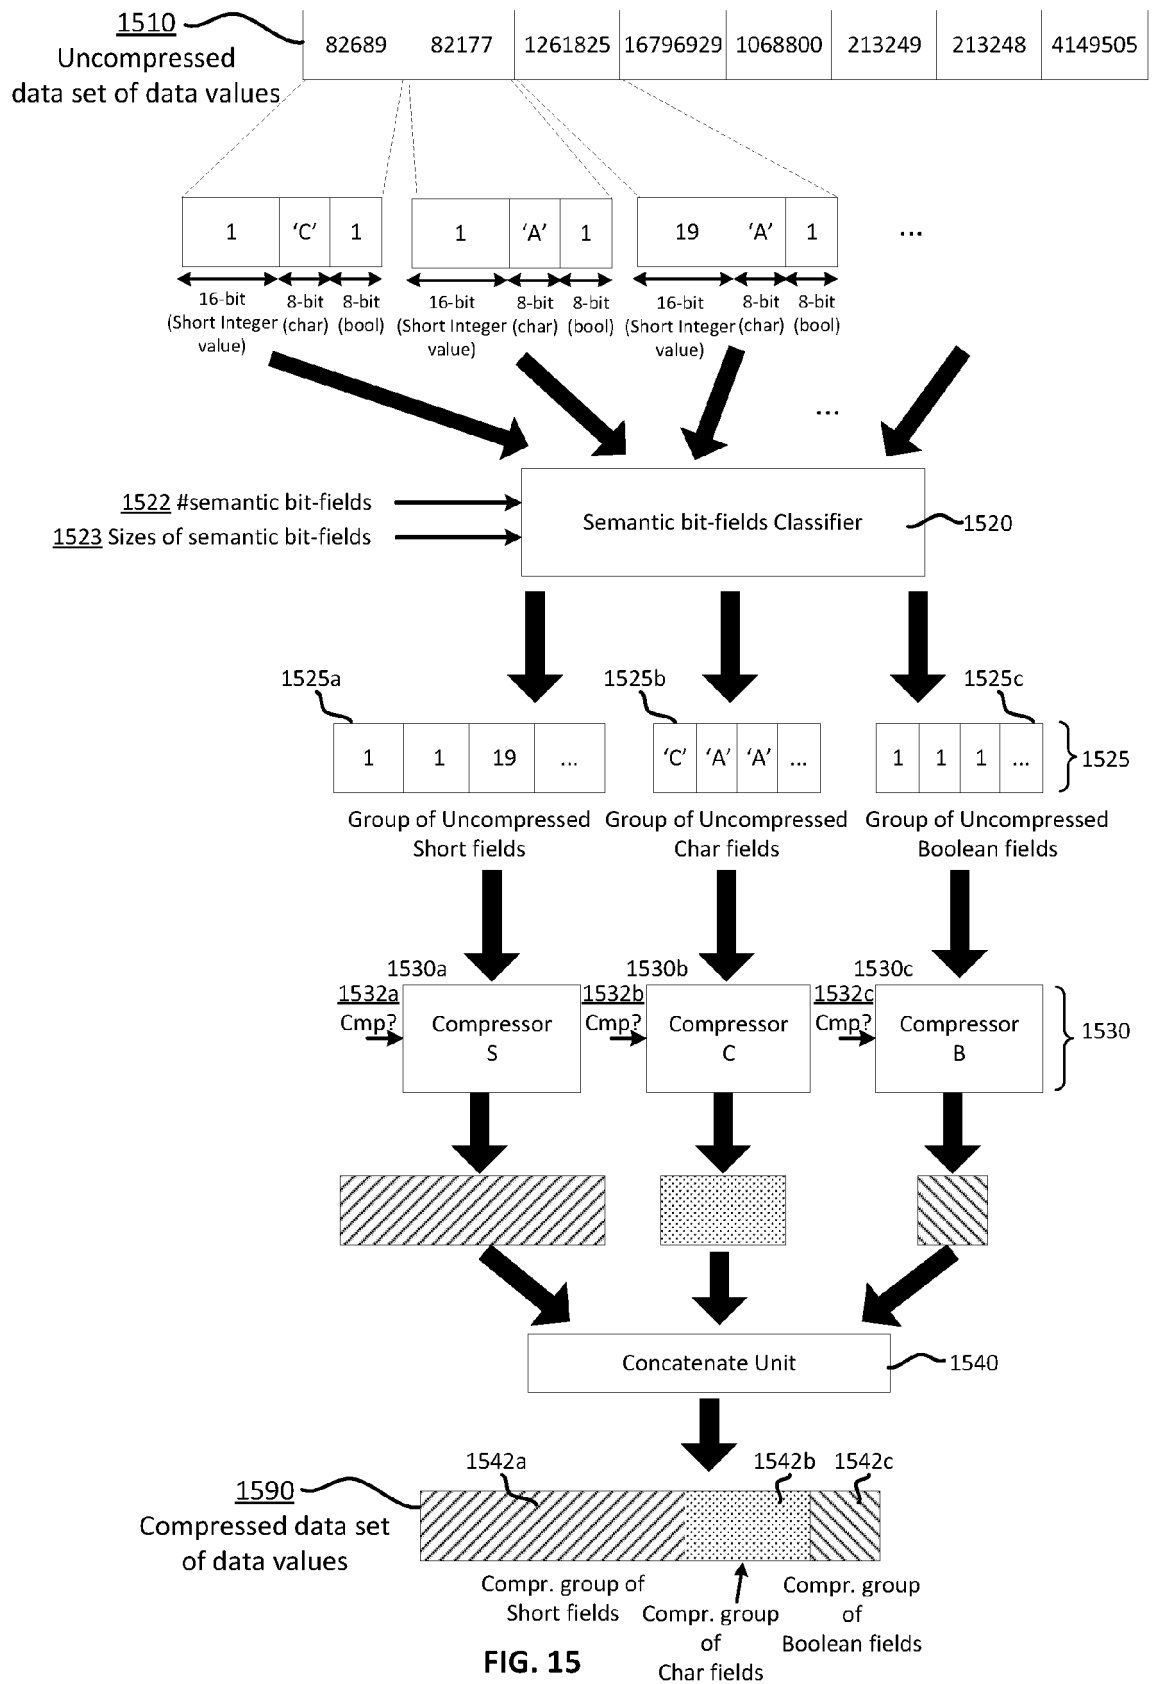 1510
Uncompressed
data set of data values
82689 82177 1261825 16796929 1068800 213249 213248 4149505
1 'C' 1 1 'A' 1 19 'A' 1 ...
16-bit 8-bit 8-bit 16-bit 8-bit 8-bit 16-bit 8-bit 8-bit
(Short Integer (char) (bool) (Short Integer (char) (bool) (Short Integer (char) (bool)
value) value) value)
...
1522 #semantic bit-fields
1523 Sizes of semantic bit-fields
Semantic bit-fields Classifier
1520
1525a 1525b 1525c
1 1 19 ... 'C' 'A' 'A' ... 1 1 1 ...
1525
Group of Uncompressed Group of Uncompressed Group of Uncompressed
Short fields Char fields Boolean fields
1530a 1530b 1530c
1532a 1532b 1532c
Cmp? Cmp? Cmp?
Compressor Compressor Compressor
S C B
1530
Concatenate Unit
1540
1542a 1542b 1542c
1590
Compressed data set
of data values
Compr. group of Compr. group
Short fields of
Boolean fields
Compr. group
of
Char fields
FIG. 15